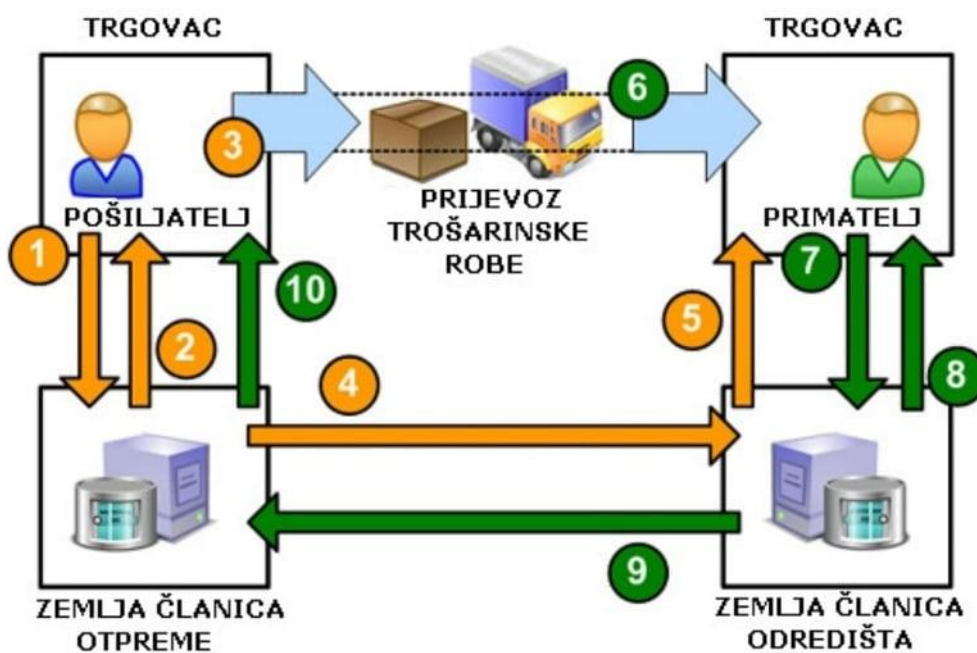 TRGOVAC
TRGOVAC
6
3
PRIJEVOZ
TROŠARINSKE
ROBE
POŠILJATELJ
PRIMATELJ
1
2
10
4
5
7
8
9
ZEMLJA ČLANICA
OTPREME
ZEMLJA ČLANICA
ODREDIŠTA